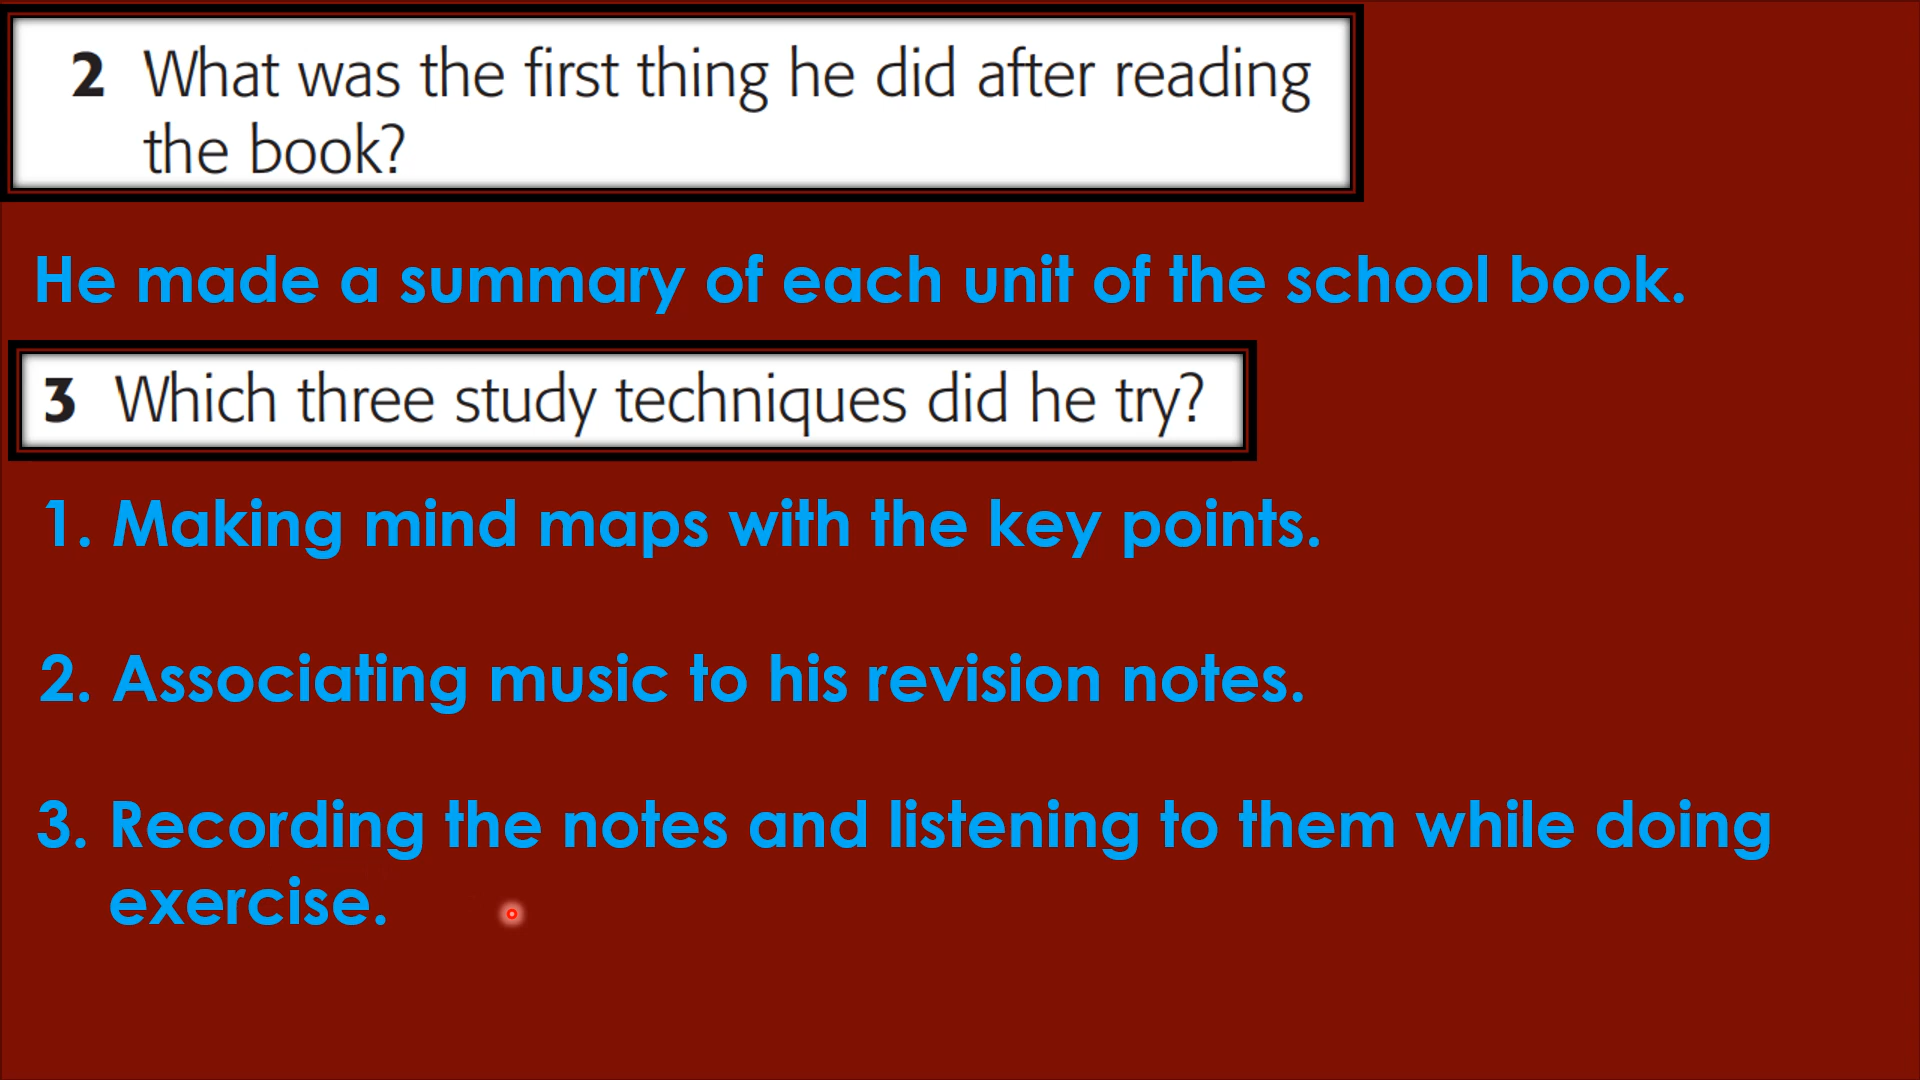 2 What was the first thing he did after reading
the book?
He made a summary of each unit of the school book.
3 Which three study techniques did he try?
1. Making mind maps with the key points.
2. Associating music to his revision notes.
3. Recording the notes and listening to them while doing
exercise.